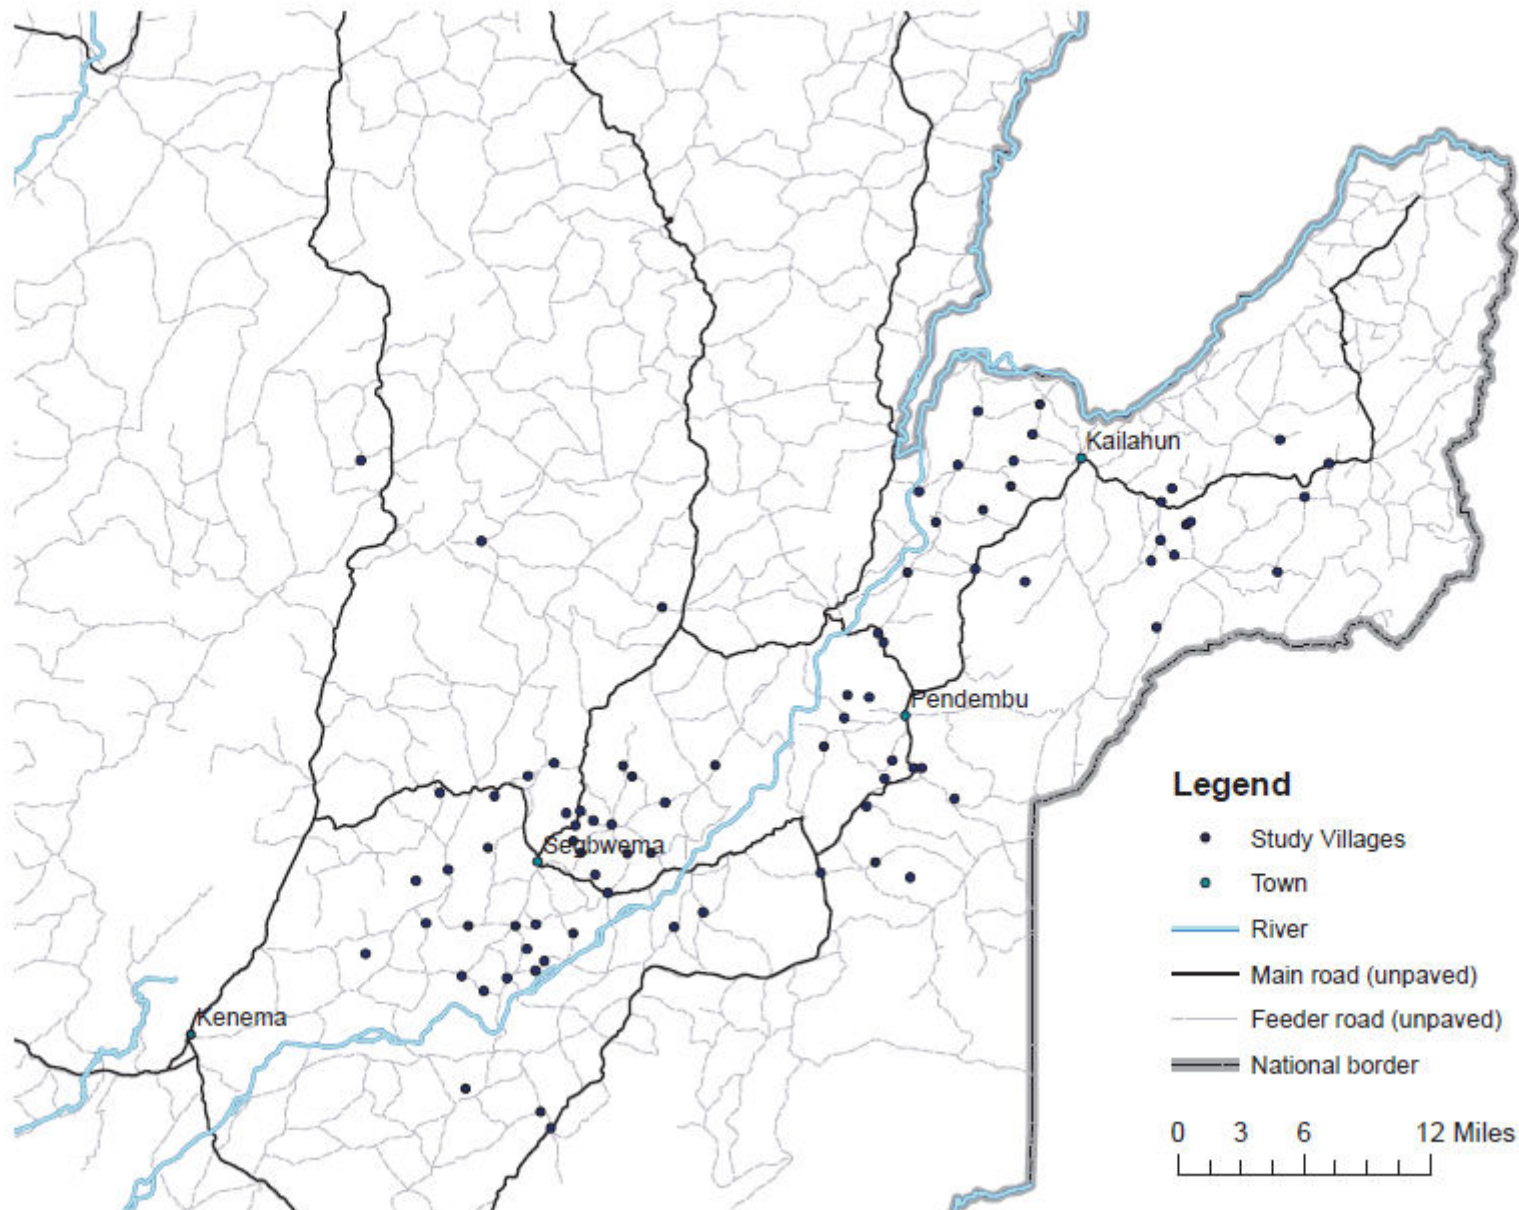 Kailahun
Pendembu
Segbwema
Kenema
Legend
Study Villages
Town
River
Main road (unpaved)
Feeder road (unpaved)
National border
0 3 6 12 Miles